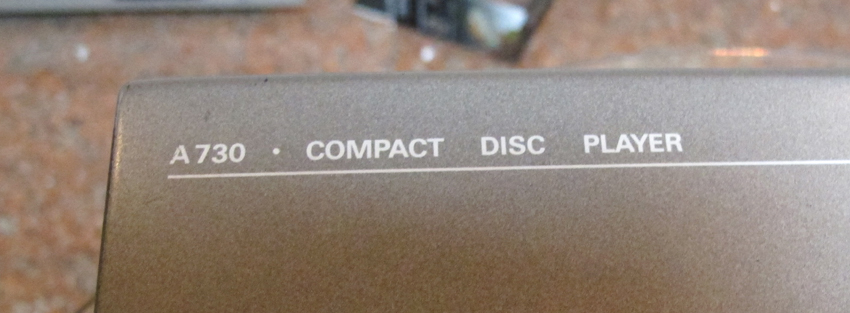 A730 · COMPACT DISC PLAYER